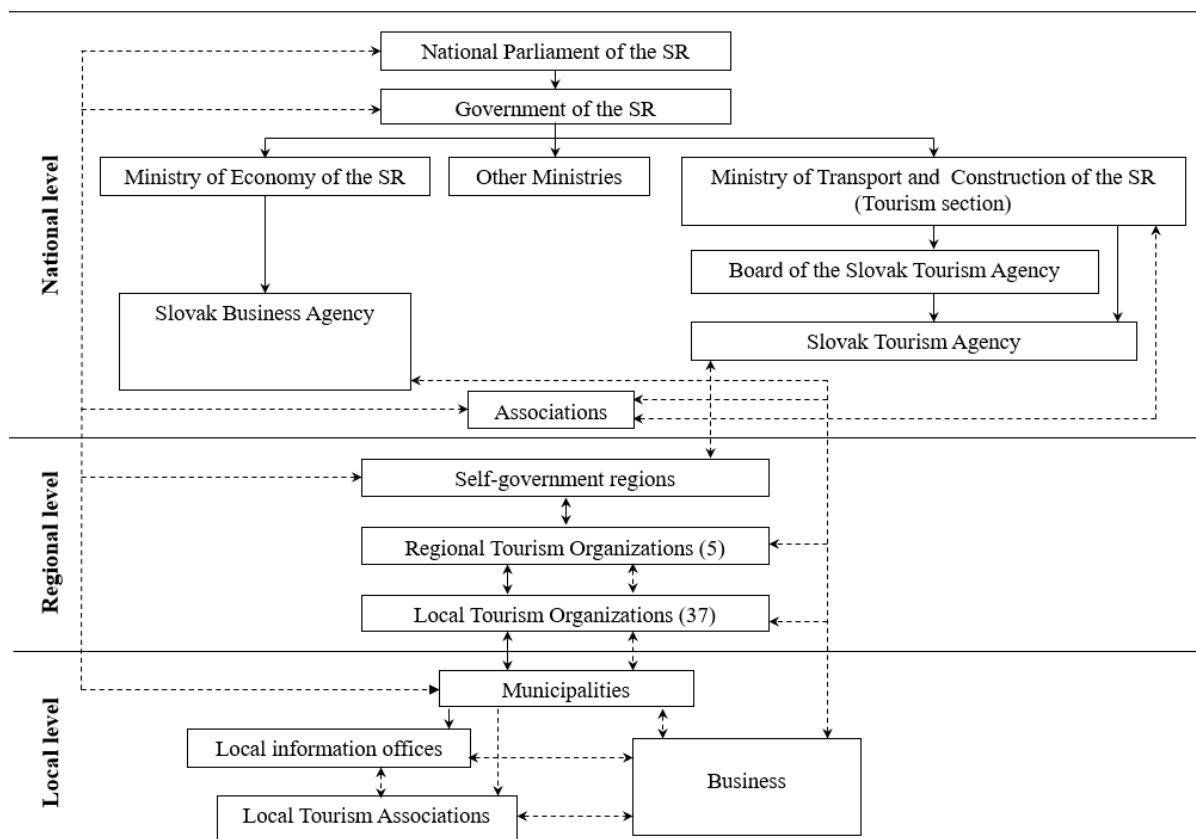 National level
National Parliament of the SR
Government of the SR
Ministry of Economy of the SR
Other Ministries
Ministry of Transport and Construction of the SR
(Tourism section)
Board of the Slovak Tourism Agency
Slovak Business Agency
Slovak Tourism Agency
Associations
Regional level
Self-government regions
Regional Tourism Organizations (5)
Local Tourism Organizations (37)
Local level
Municipalities
Local information offices
Business
Local Tourism Associations